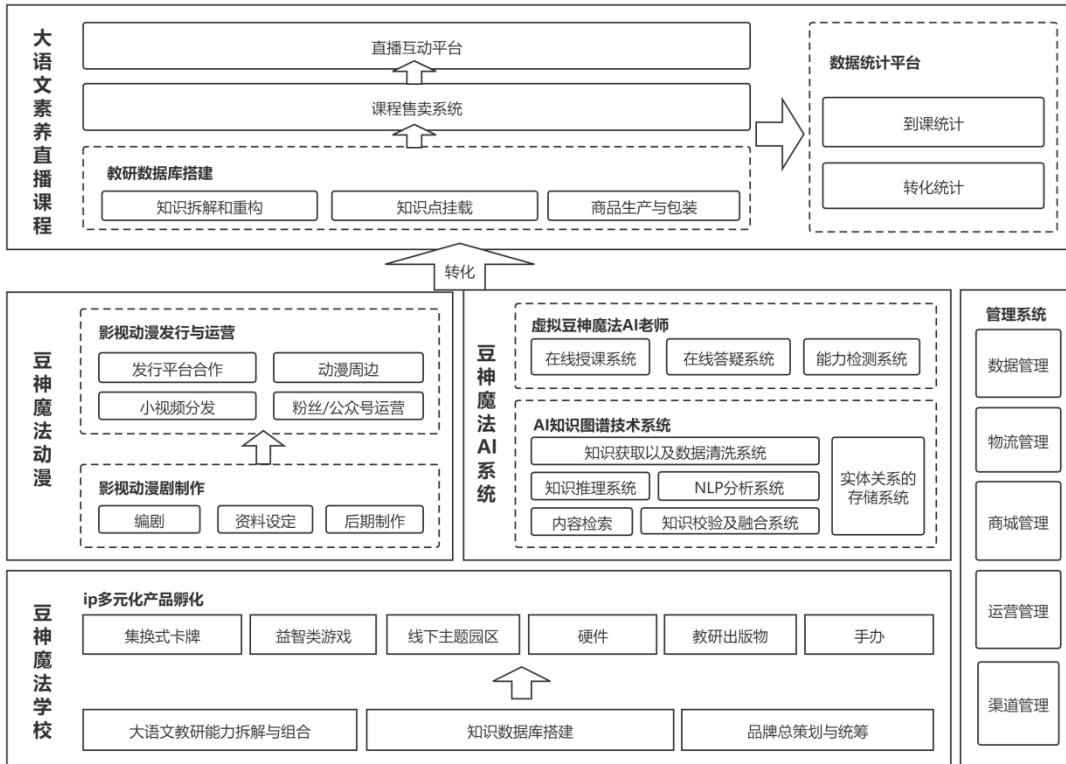 大语文素养直播课程
直播互动平台
课程售卖系统
教研数据库搭建
知识拆解和重构
知识点挂载
商品生产与包装
数据统计平台
到课统计
转化统计
转化
豆神魔法动漫
影视动漫发行与运营
发行平台合作
动漫周边
小视频分发
粉丝/公众号运营
影视动漫剧制作
编剧
资料设定
后期制作
豆神魔法AI系统
虚拟豆神魔法AI老师
在线授课系统
在线答疑系统
能力检测系统
AI知识图谱技术系统
知识获取以及数据清洗系统
知识推理系统
NLP分析系统
内容检索
知识校验及融合系统
实体关系的
存储系统
管理系统
数据管理
物流管理
商城管理
运营管理
渠道管理
豆神魔法学校
ip多元化产品孵化
集换式卡牌
益智类游戏
线下主题园区
硬件
教研出版物
手办
大语文教研能力拆解与组合
知识数据库搭建
品牌总策划与统筹